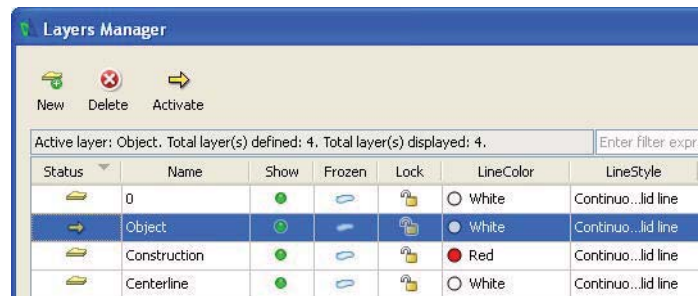 Layers Manager
New Delete Activate
Active layer: Object. Total layer(s) defined: 4. Total layer(s) displayed: 4. Enter filter expr
Status Name Show Frozen Lock LineColor LineStyle
0 White Continuo...lid line
Object White Continuo...lid line
Construction Red Continuo...lid line
Centerline White Continuo...lid line